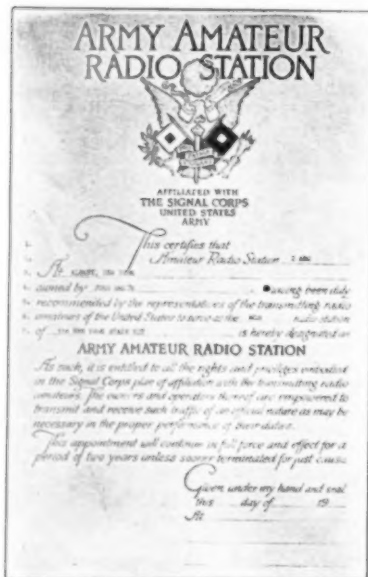 ARMY AMATEUR
RADIO STATION
AFFILIATED WITH
THE SIGNAL CORPS
UNITED STATES
ARMY
This certifies that
Amateur Radio Station
At
owned by having been duly
recommended by the representatives of the transmitting radio
amateurs of the United States to serve as the radio station
of is hereby designated an
ARMY AMATEUR RADIO STATION
As such, it is entitled to all the rights and privileges embodied
in the Signal Corps plan of affiliation with the transmitting radio
amateurs. The owners and operators thereof are empowered to
transmit and receive such traffic of an official nature as may be
necessary in the proper performance of their duties.
This appointment will continue in full force and effect for a
period of two years unless sooner terminated for just cause
Given under my hand and seal
this day of 19
At